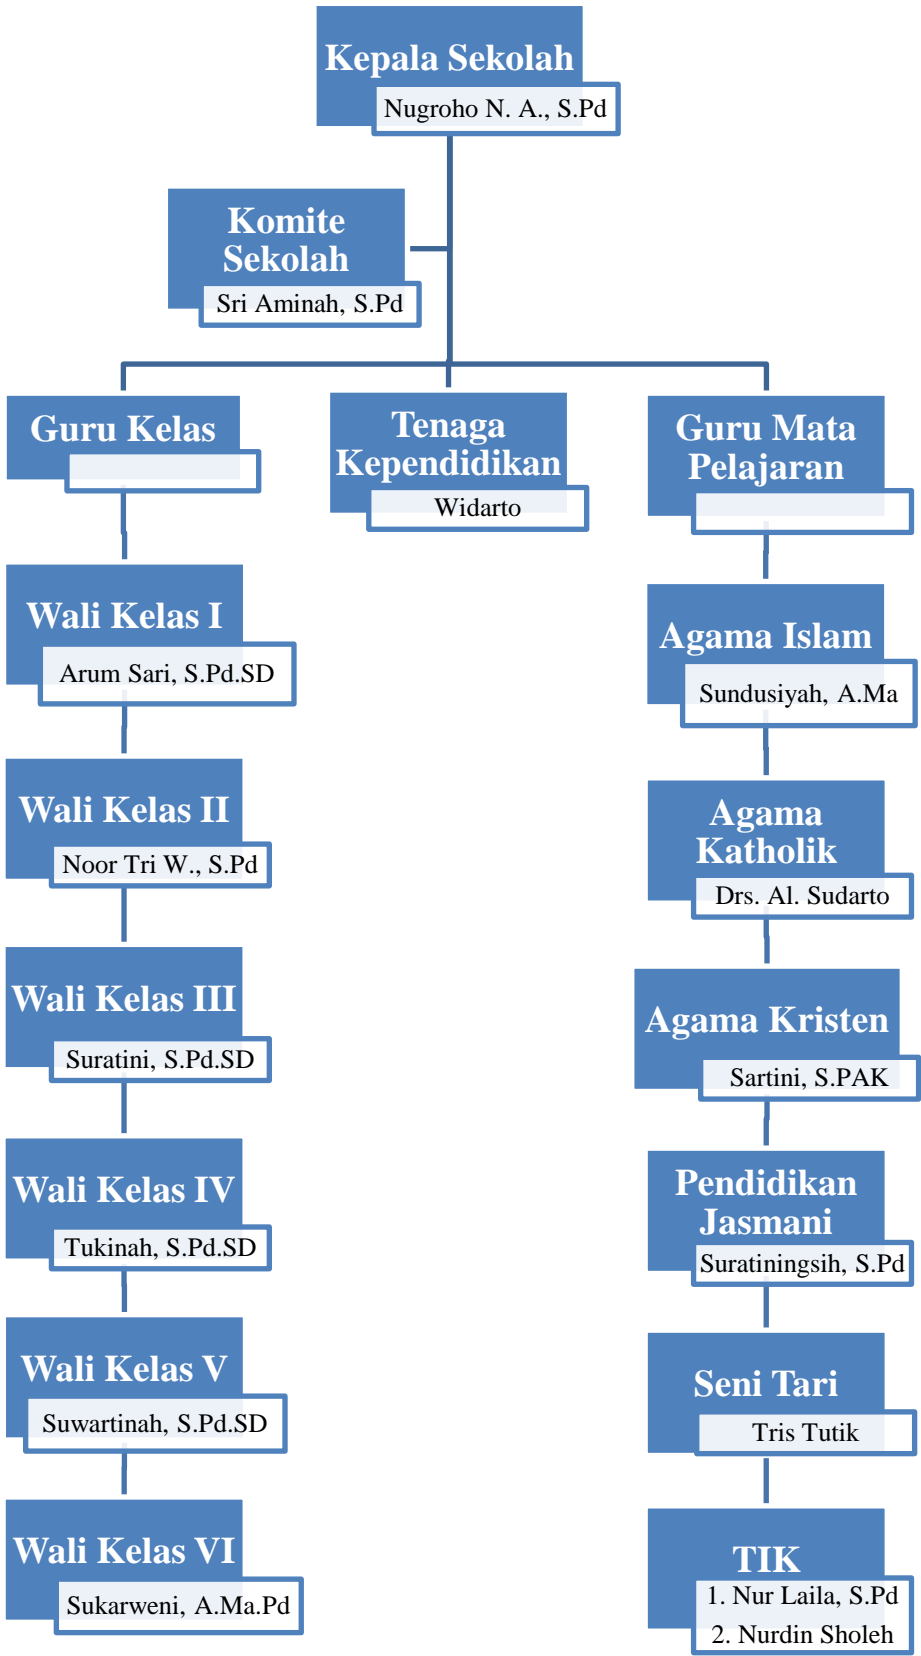 Kepala Sekolah
Nugroho N. A., S.Pd
Komite
Sekolah
Sri Aminah, S.Pd
Guru Kelas
Tenaga
Kependidikan
Widarto
Guru Mata
Pelajaran
Wali Kelas I
Arum Sari, S.Pd.SD
Wali Kelas II
Noor Tri W., S.Pd
Wali Kelas III
Suratini, S.Pd.SD
Wali Kelas IV
Tukinah, S.Pd.SD
Wali Kelas V
Suwartinah, S.Pd.SD
Wali Kelas VI
Sukarweni, A.Ma.Pd
Agama Islam
Sundusiyah, A.Ma
Agama
Katholik
Drs. Al. Sudarto
Agama Kristen
Sartini, S.PAK
Pendidikan
Jasmani
Suratiningsih, S.Pd
Seni Tari
Tris Tutik
TIK
1. Nur Laila, S.Pd
2. Nurdin Sholeh